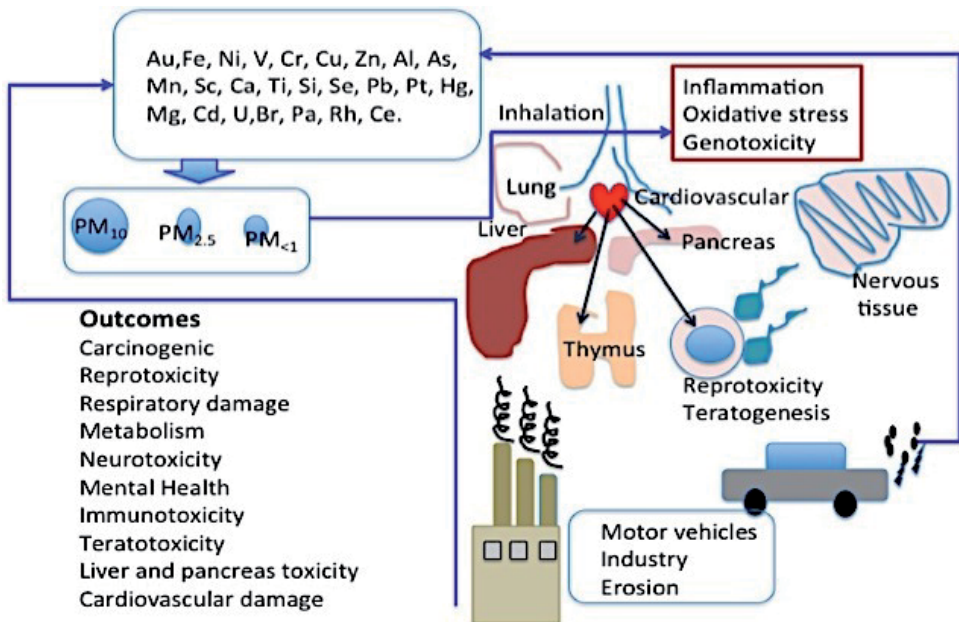 Au,Fe, Ni, V, Cr, Cu, Zn, Al, As,
Mn, Sc, Ca, Ti, Si, Se, Pb, Pt, Hg,
Mg, Cd, U,Br, Pa, Rh, Ce.
PM10
PM2.5
PM<1
Inhalation
Inflammation
Oxidative stress
Genotoxicity
Lung
Cardiovascular
Liver
Pancreas
Nervous
tissue
Thymus
Reprotoxicity
Teratogenesis
Outcomes
Carcinogenic
Reprotoxicity
Respiratory damage
Metabolism
Neurotoxicity
Mental Health
Immunotoxicity
Teratotoxicity
Liver and pancreas toxicity
Cardiovascular damage
Motor vehicles
Industry
Erosion